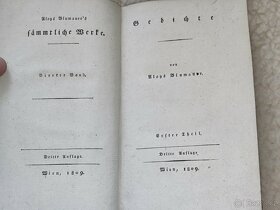 Aloys Blumauer's
sämmtliche Werke.
Vierter Band.
Dritte Auflage.
Wien, 1809.
Gedichte
von
Aloys Blumauer.
Erster Theil.
Dritte Auflage.
Wien, 1809.